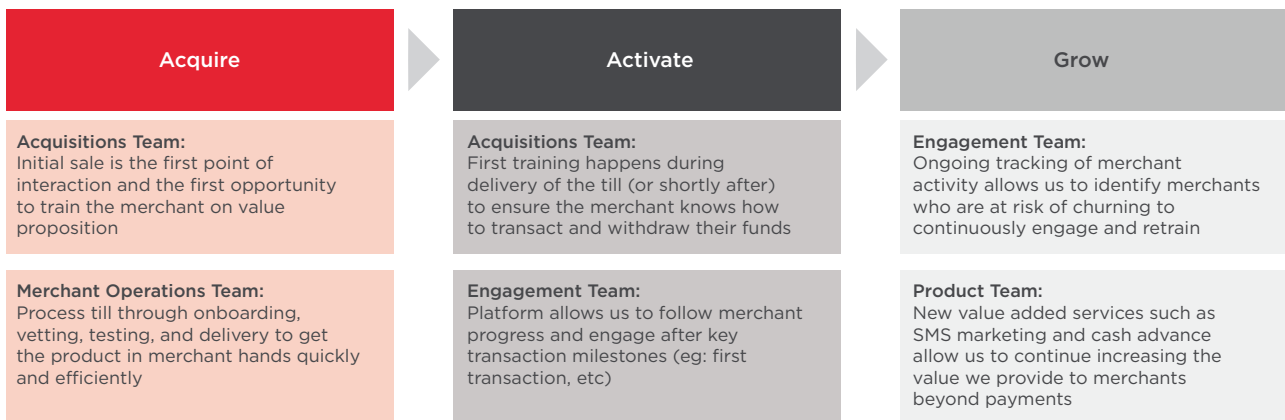 Acquire
Acquisitions Team:
Initial sale is the first point of
interaction and the first opportunity
to train the merchant on value
proposition
Merchant Operations Team:
Process till through onboarding,
vetting, testing, and delivery to get
the product in merchant hands quickly
and efficiently
Activate
Acquisitions Team:
First training happens during
delivery of the till (or shortly after)
to ensure the merchant knows how
to transact and withdraw their funds
Engagement Team:
Platform allows us to follow merchant
progress and engage after key
transaction milestones (eg: first
transaction, etc)
Grow
Engagement Team:
Ongoing tracking of merchant
activity allows us to identify merchants
who are at risk of churning to
continuously engage and retrain
Product Team:
New value added services such as
SMS marketing and cash advance
allow us to continue increasing the
value we provide to merchants
beyond payments